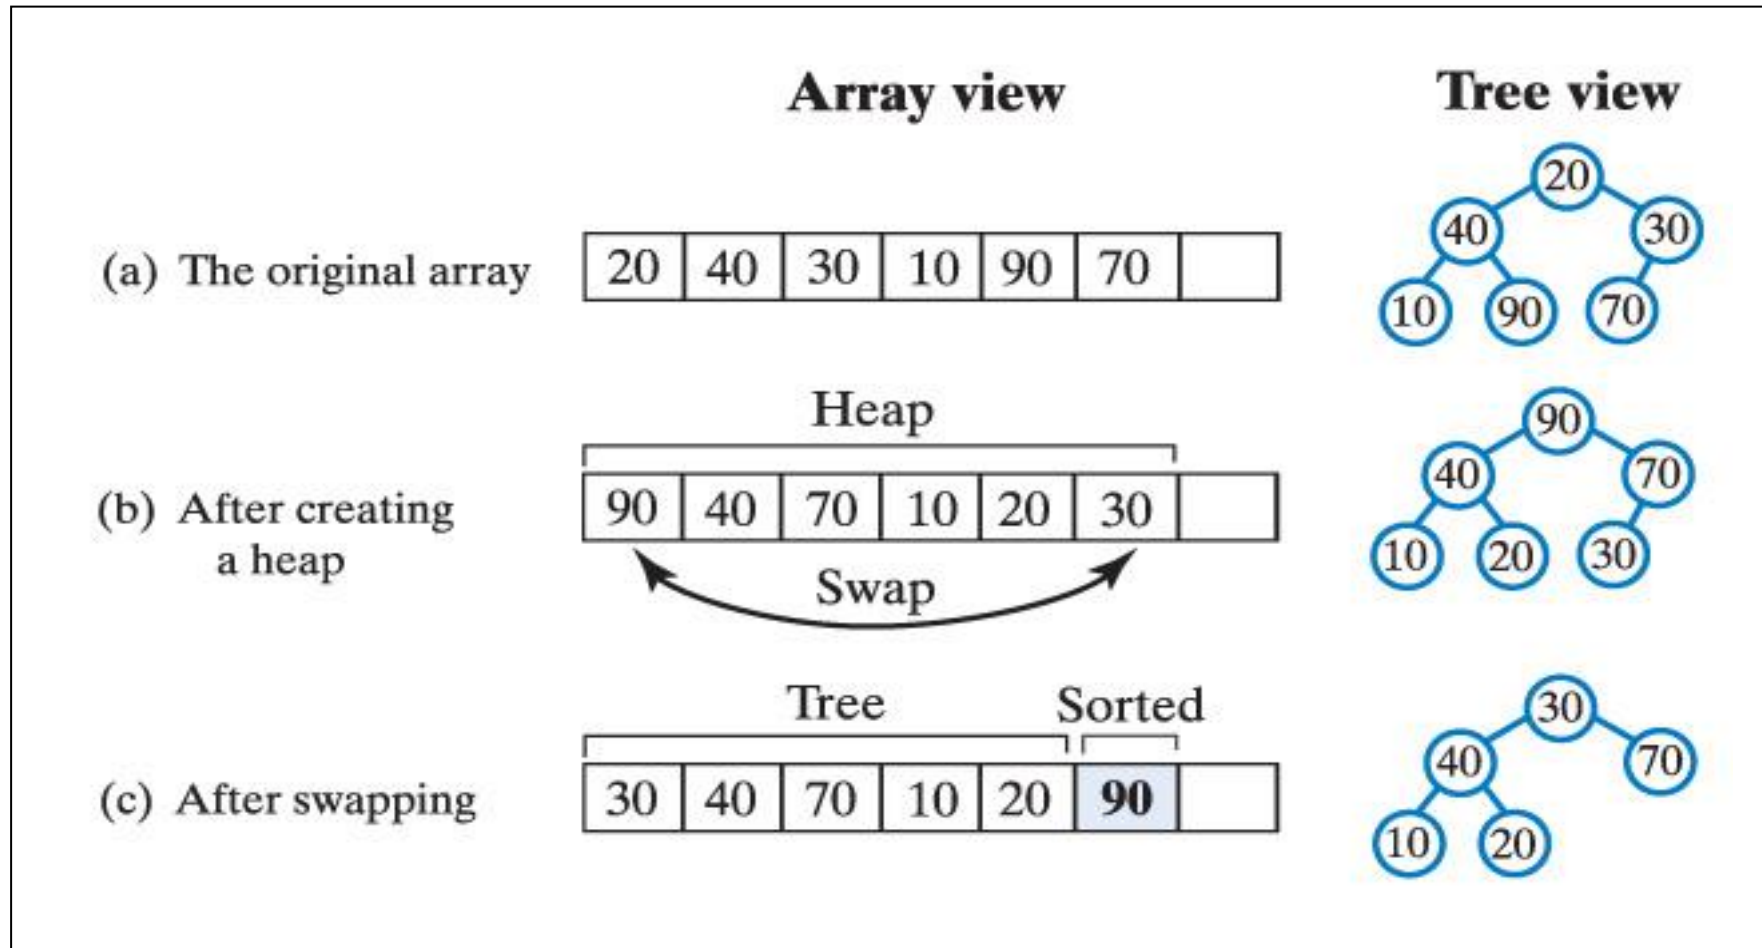 Array view
Tree view
(a) The original array
20 40 30 10 90 70
20
40 30
10 90 70
Heap
(b) After creating
a heap
90 40 70 10 20 30
Swap
90
40 70
10 20 30
Tree Sorted
(c) After swapping
30 40 70 10 20 90
30
40 70
10 20